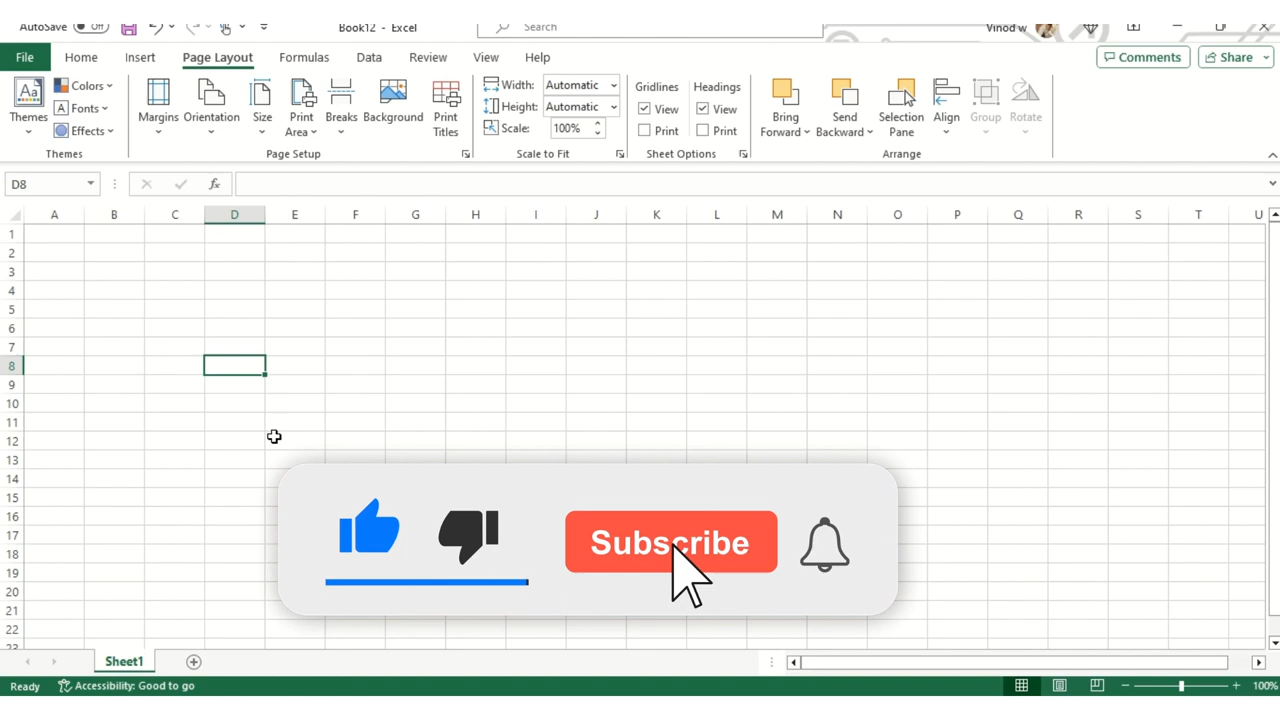 AutoSave Off Book12 - Excel Search Vinod w
File Home Insert Page Layout Formulas Data Review View Help Comments Share
Themes Colors Fonts Effects Margins Orientation Size Print Area Breaks Background Print Titles Width: Automatic Height: Automatic Scale: 100% Gridlines View Print Headings View Print Bring Forward Send Backward Selection Pane Align Group Rotate
Themes Page Setup Scale to Fit Sheet Options Arrange
D8 fx
A B C D E F G H I J K L M N O P Q R S T U
1
2
3
4
5
6
7
8
9
10
11
12
13
14
15
16
17
18
19
20
21
22
23
Subscribe
Sheet1
Ready Accessibility: Good to go 100%